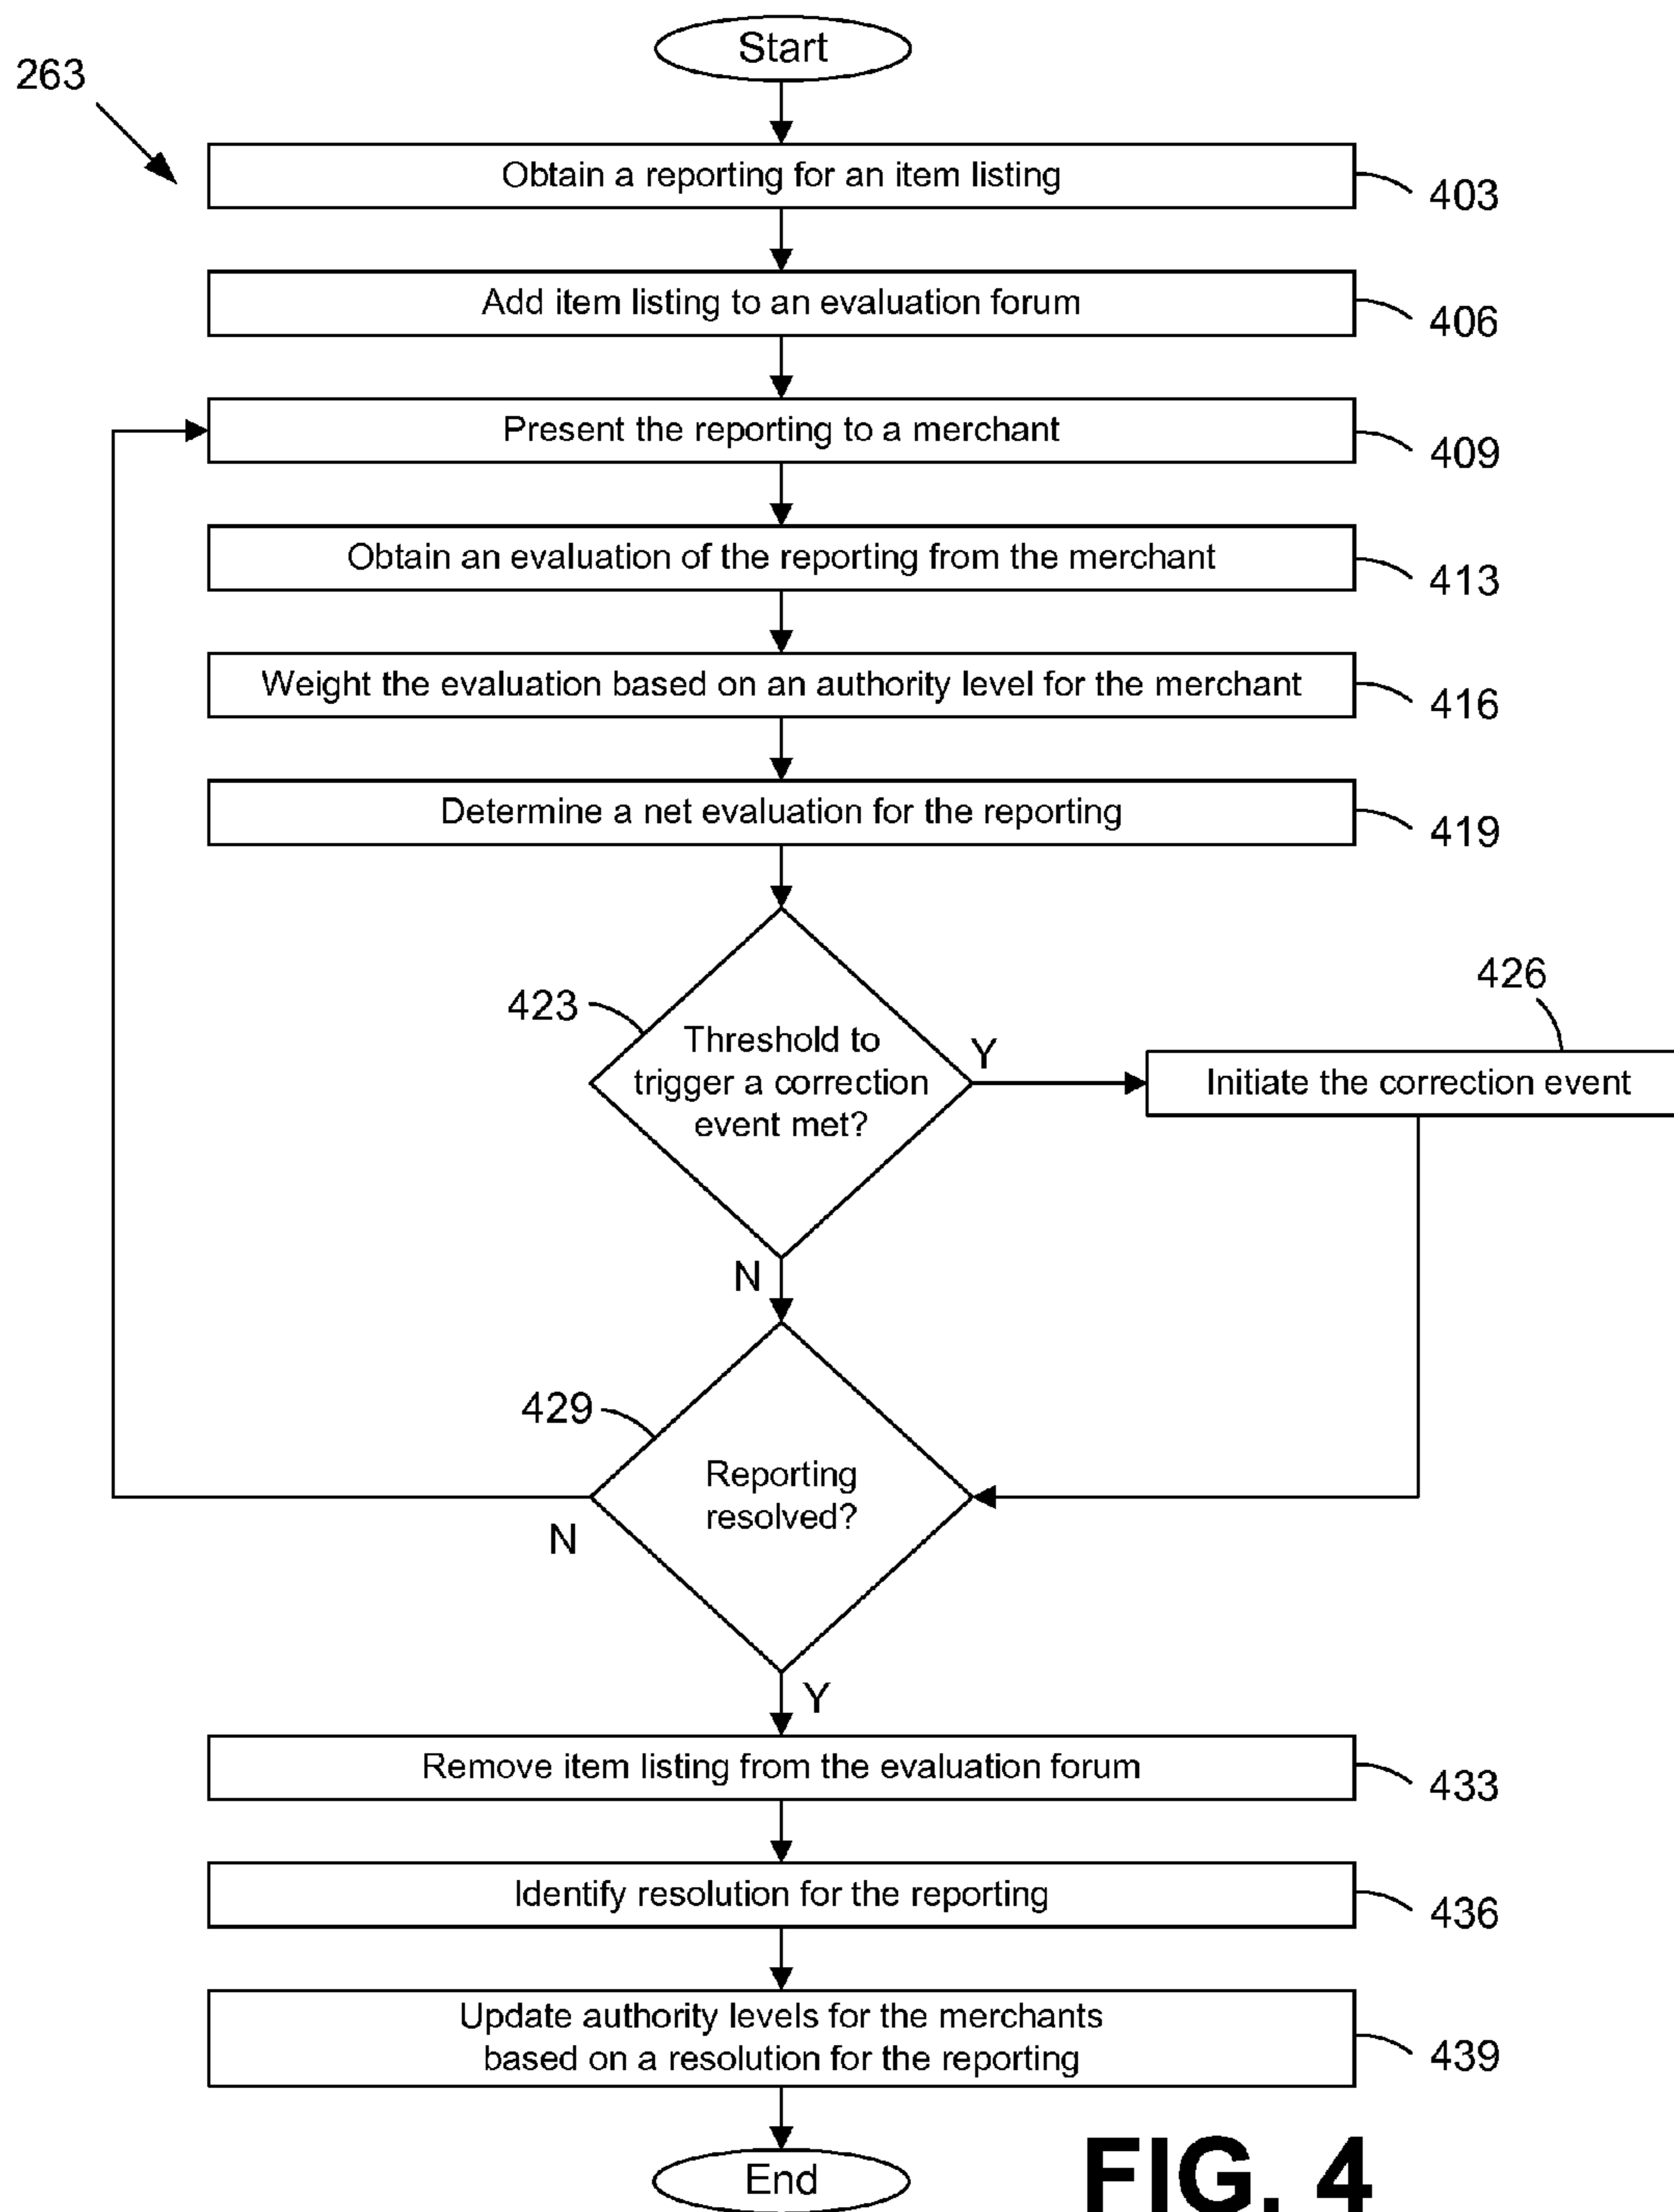 Start
263
Obtain a reporting for an item listing
403
Add item listing to an evaluation forum
406
Present the reporting to a merchant
409
Obtain an evaluation of the reporting from the merchant
413
Weight the evaluation based on an authority level for the merchant
416
Determine a net evaluation for the reporting
419
423
Threshold to
trigger a correction
event met?
Y
426
Initiate the correction event
N
429
Reporting
resolved?
N
Y
Remove item listing from the evaluation forum
433
Identify resolution for the reporting
436
Update authority levels for the merchants
based on a resolution for the reporting
439
End
FIG. 4